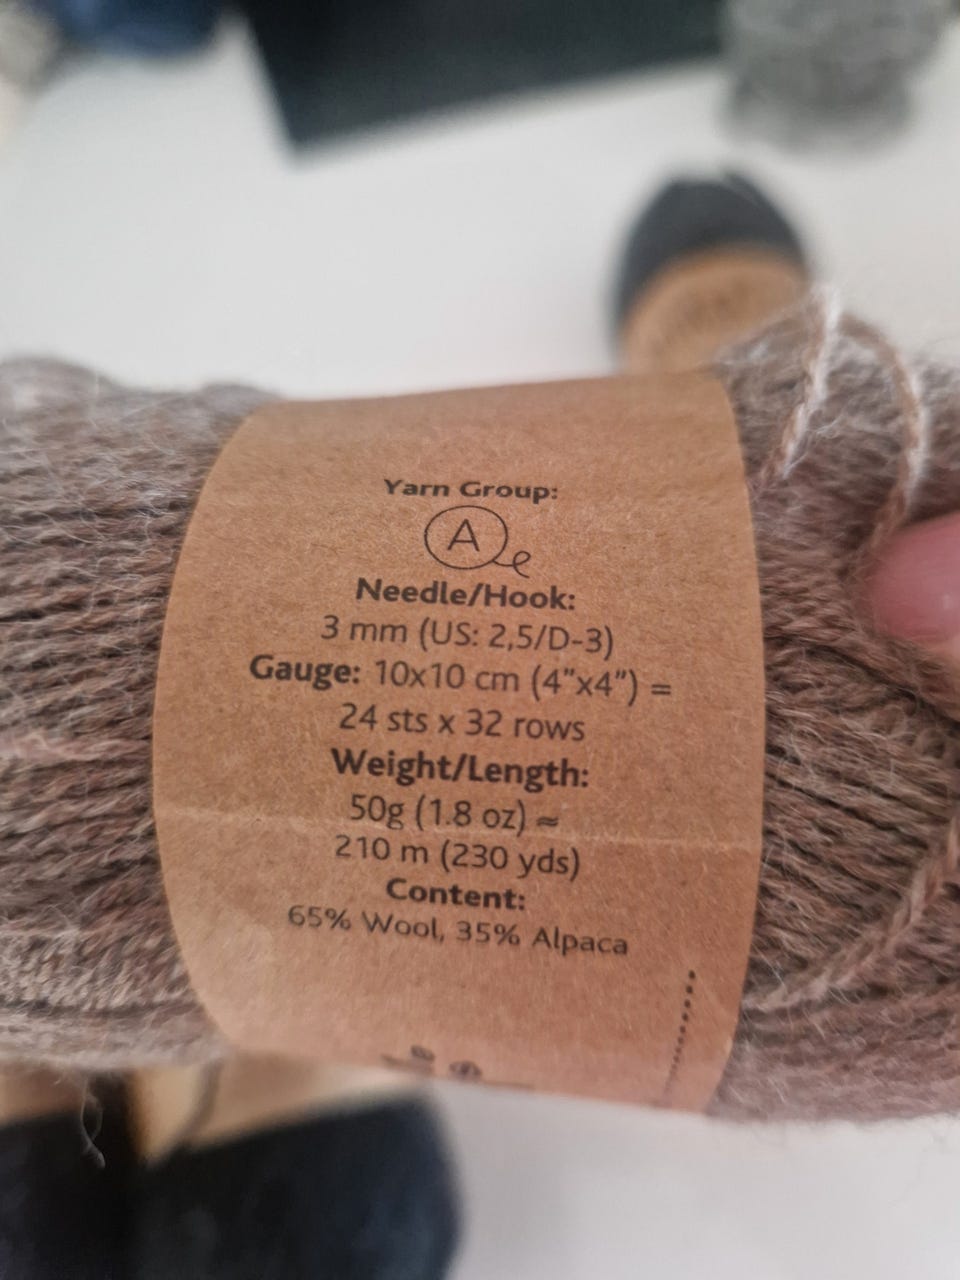 Yarn Group:
A
Needle/Hook:
3 mm (US: 2,5/D-3)
Gauge: 10x10 cm (4"x4") =
24 sts x 32 rows
Weight/Length:
50g (1.8 oz) ≈
210 m (230 yds)
Content:
65% Wool, 35% Alpaca